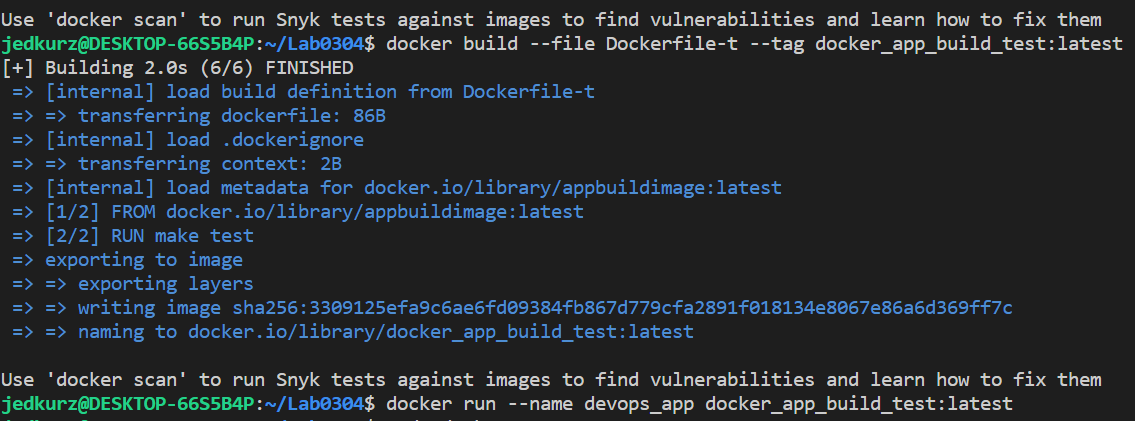 Use 'docker scan' to run Snyk tests against images to find vulnerabilities and learn how to fix them
jedkurz@DESKTOP-66S5B4P:~/Lab0304$ docker build --file Dockerfile-t --tag docker_app_build_test:latest
[+] Building 2.0s (6/6) FINISHED
=> [internal] load build definition from Dockerfile-t
=> => transferring dockerfile: 86B
=> [internal] load .dockerignore
=> => transferring context: 2B
=> [internal] load metadata for docker.io/library/appbuildimage:latest
=> [1/2] FROM docker.io/library/appbuildimage:latest
=> [2/2] RUN make test
=> exporting to image
=> => exporting layers
=> => writing image sha256:3309125efa9c6ae6fd09384fb867d779cfa2891f018134e8067e86a6d369ff7c
=> => naming to docker.io/library/docker_app_build_test:latest
Use 'docker scan' to run Snyk tests against images to find vulnerabilities and learn how to fix them
jedkurz@DESKTOP-66S5B4P:~/Lab0304$ docker run --name devops_app docker_app_build_test:latest